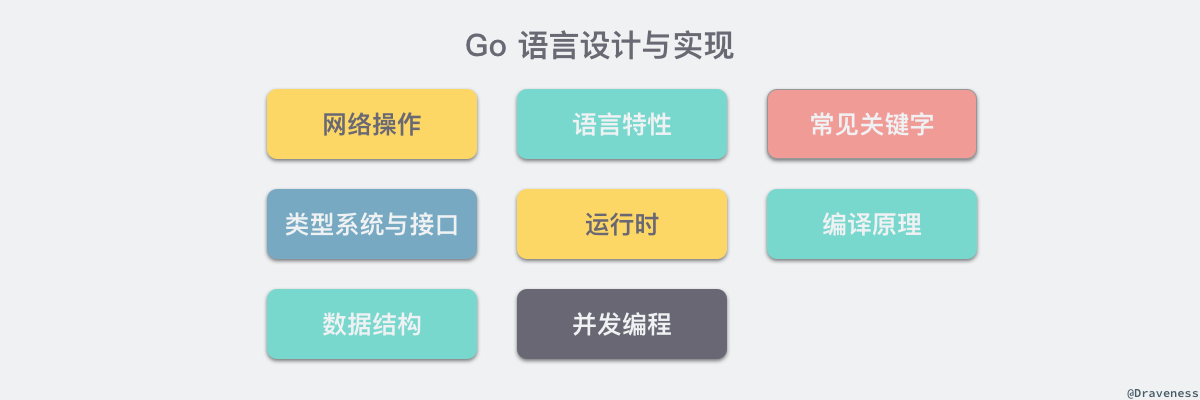 Go 语言设计与实现
网络操作
语言特性
常见关键字
类型系统与接口
运行时
编译原理
数据结构
并发编程
@Draveness